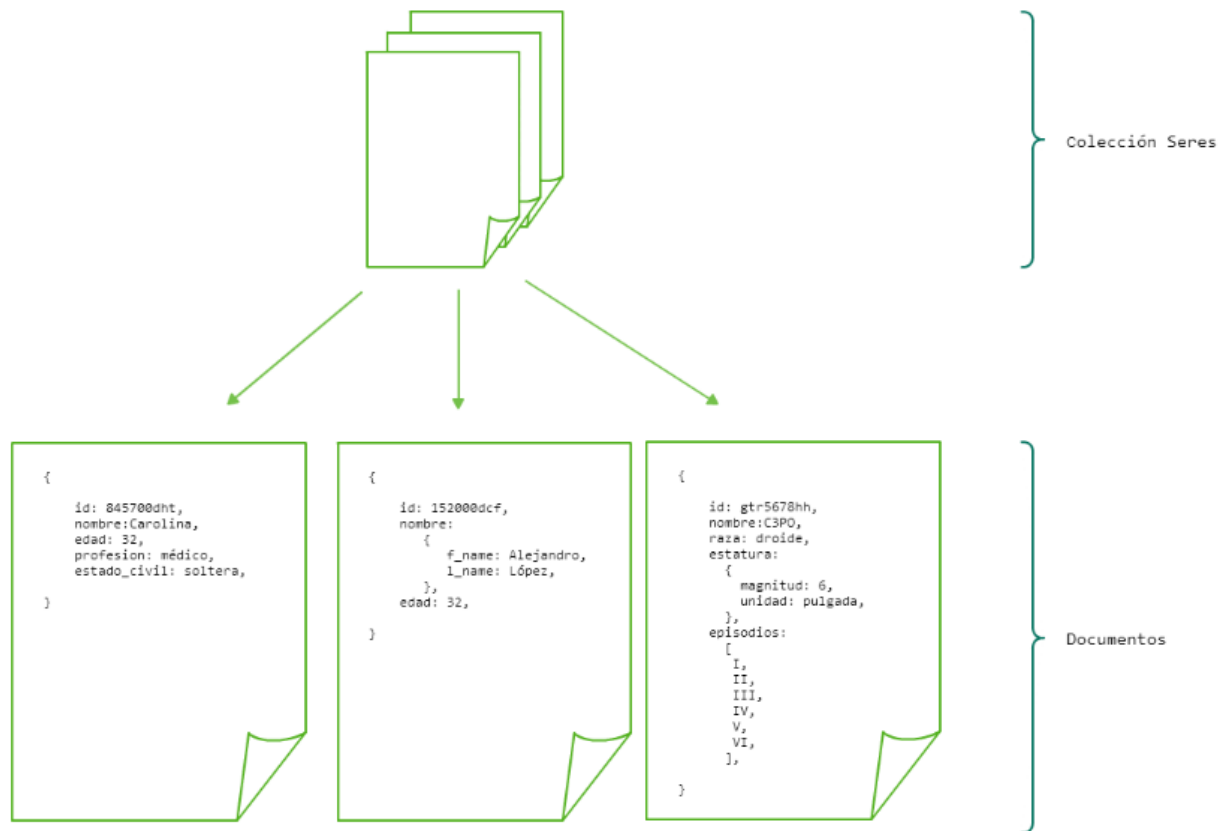 Colección Seres
{
id: 845700dht,
nombre:Carolina,
edad: 32,
profesion: médico,
estado_civil: soltera,
}
{
id: 152000dcf,
nombre:
{
f_name: Alejandro,
l_name: López,
},
edad: 32,
}
{
id: gtr5678hh,
nombre:C3PO,
raza: droide,
estatura:
{
magnitud: 6,
unidad: pulgada,
},
episodios:
[
I,
II,
III,
IV,
V,
VI,
],
}
Documentos